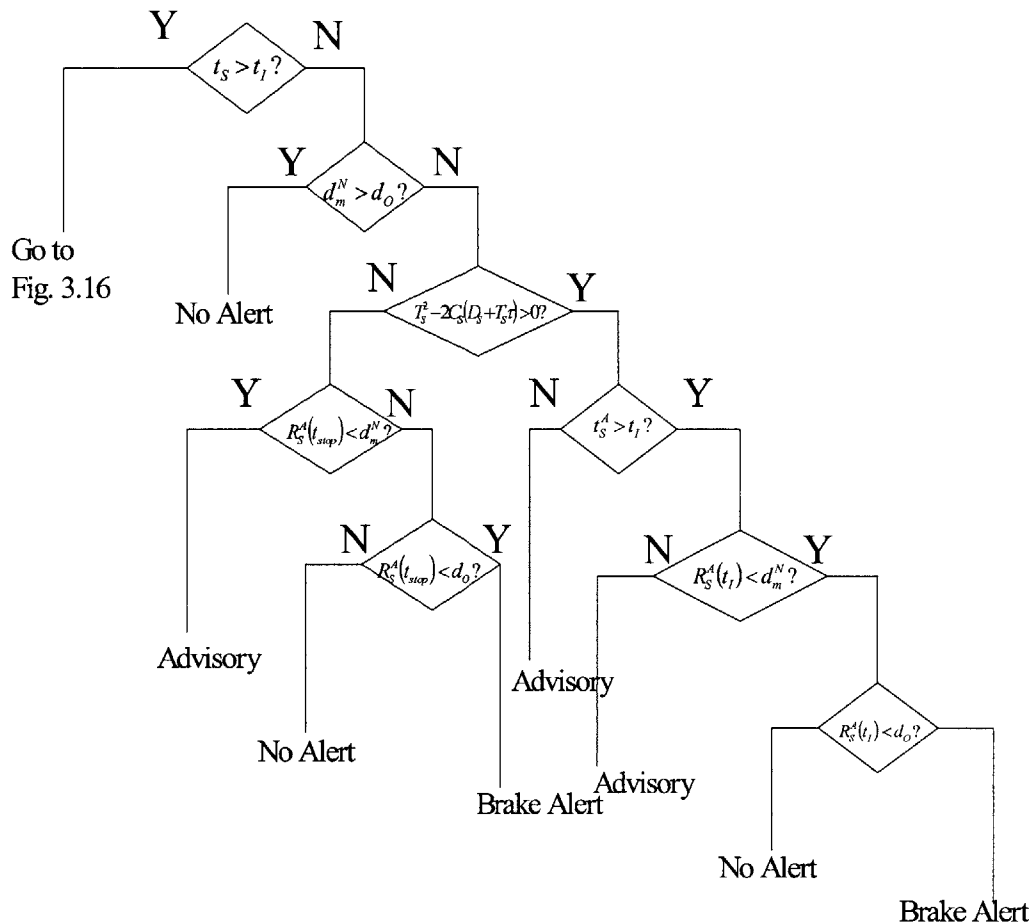 Y N
t_S > t_I ?
Y N
d_m^N > d_O ?
Go to
Fig. 3.16
N Y
No Alert
T_S^2 – 2C_S(D_S + T_S τ) > 0?
Y N N Y
R_S^A(t_stop) < d_m^N ?
t_S^A > t_I ?
N Y N Y
R_S^A(t_stop) < d_O ?
R_S^A(t_I) < d_m^N ?
Advisory
Advisory
R_S^A(t_I) < d_O ?
No Alert
Advisory
Brake Alert
No Alert
Brake Alert